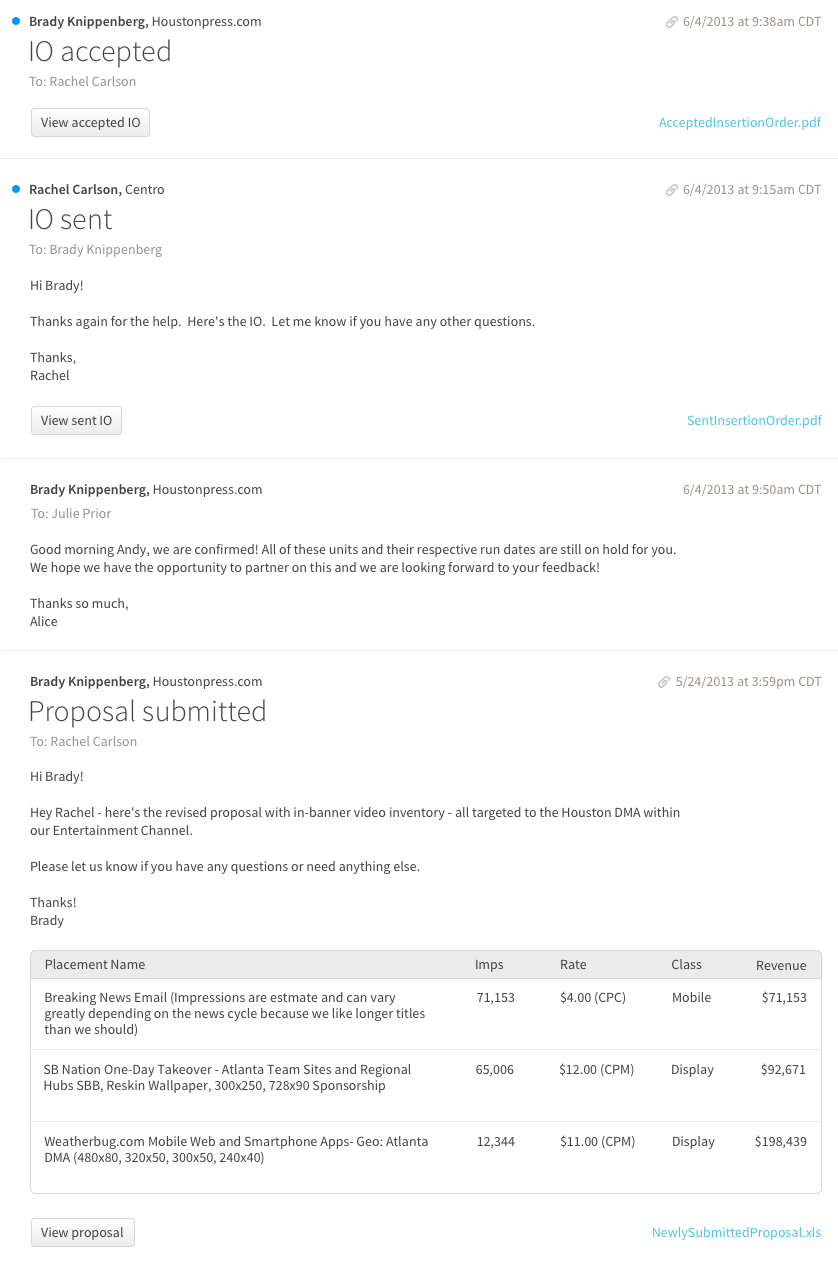 Brady Knippenberg, Houstonpress.com 6/4/2013 at 9:38am CDT
IO accepted
To: Rachel Carlson
View accepted IO AcceptedInsertionOrder.pdf
Rachel Carlson, Centro 6/4/2013 at 9:15am CDT
IO sent
To: Brady Knippenberg
Hi Brady!
Thanks again for the help.  Here's the IO.  Let me know if you have any other questions.
Thanks,
Rachel
View sent IO SentInsertionOrder.pdf
Brady Knippenberg, Houstonpress.com 6/4/2013 at 9:50am CDT
To: Julie Prior
Good morning Andy, we are confirmed! All of these units and their respective run dates are still on hold for you.
We hope we have the opportunity to partner on this and we are looking forward to your feedback!
Thanks so much,
Alice
Brady Knippenberg, Houstonpress.com 5/24/2013 at 3:59pm CDT
Proposal submitted
To: Rachel Carlson
Hi Brady!
Hey Rachel - here's the revised proposal with in-banner video inventory - all targeted to the Houston DMA within
our Entertainment Channel.
Please let us know if you have any questions or need anything else.
Thanks!
Brady
Placement Name Imps Rate Class Revenue
Breaking News Email (Impressions are estmate and can vary 71,153 $4.00 (CPC) Mobile $71,153
greatly depending on the news cycle because we like longer titles
than we should)
SB Nation One-Day Takeover - Atlanta Team Sites and Regional 65,006 $12.00 (CPM) Display $92,671
Hubs SBB, Reskin Wallpaper, 300x250, 728x90 Sponsorship
Weatherbug.com Mobile Web and Smartphone Apps- Geo: Atlanta 12,344 $11.00 (CPM) Display $198,439
DMA (480x80, 320x50, 300x50, 240x40)
View proposal NewlySubmittedProposal.xls